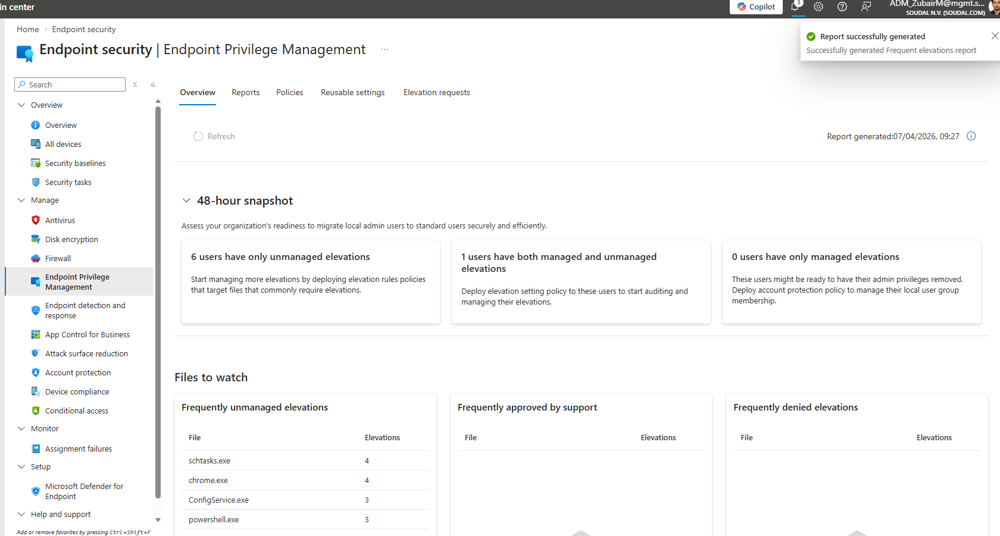 in center
Copilot
3
ADM_ZubairM@mgmt.s...
SOUDAL N.V. (SOUDAL.COM)
Home > Endpoint security
Endpoint security | Endpoint Privilege Management ...
Report successfully generated
Successfully generated Frequent elevations report
Search
Overview
Overview
All devices
Security baselines
Security tasks
Manage
Antivirus
Disk encryption
Firewall
Endpoint Privilege
Management
Endpoint detection and
response
App Control for Business
Attack surface reduction
Account protection
Device compliance
Conditional access
Monitor
Assignment failures
Setup
Microsoft Defender for
Endpoint
Help and support
Add or remove favorites by pressing Ctrl+Shift+F
Overview Reports Policies Reusable settings Elevation requests
Refresh
Report generated:07/04/2026, 09:27
48-hour snapshot
Assess your organization's readiness to migrate local admin users to standard users securely and efficiently.
6 users have only unmanaged elevations
Start managing more elevations by deploying elevation rules policies
that target files that commonly require elevations.
1 users have both managed and unmanaged
elevations
Deploy elevation setting policy to these users to start auditing and
managing their elevations.
0 users have only managed elevations
These users might be ready to have their admin privileges removed.
Deploy account protection policy to manage their local user group
membership.
Files to watch
Frequently unmanaged elevations
File Elevations
schtasks.exe 4
chrome.exe 4
ConfigService.exe 3
powershell.exe 3
Frequently approved by support
File Elevations
Frequently denied elevations
File Elevations